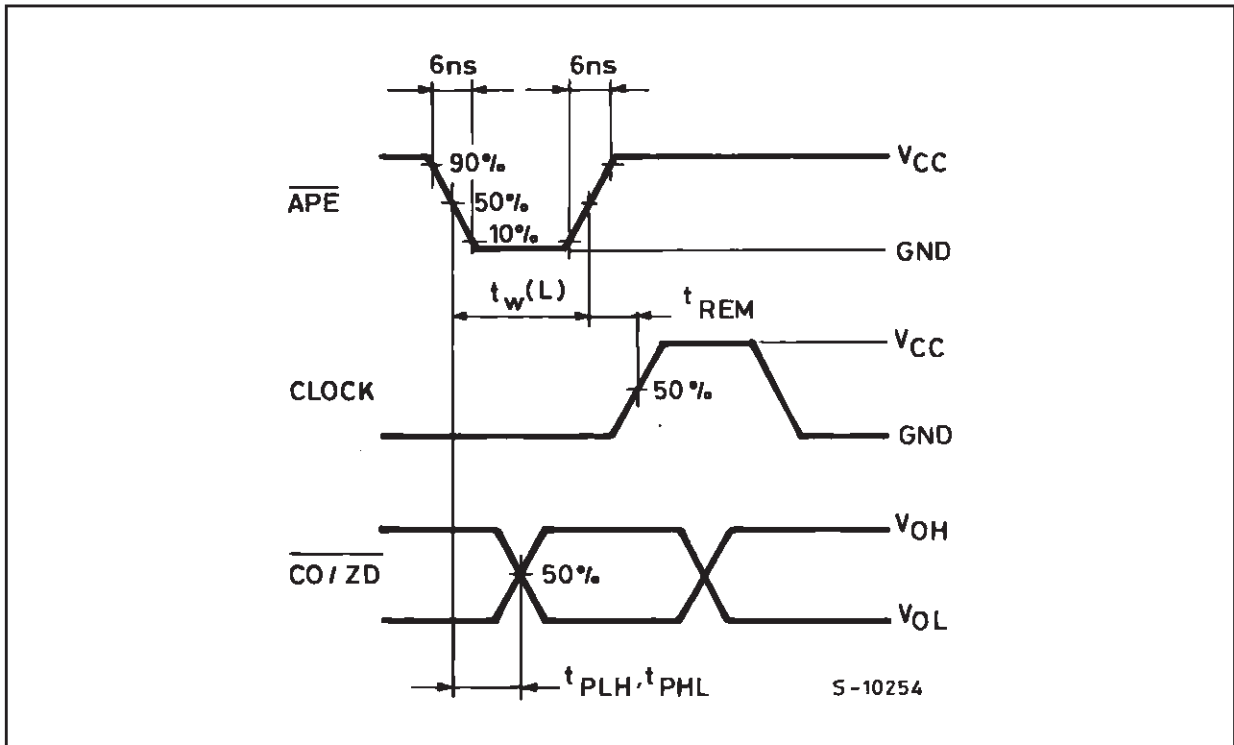 6ns 6ns
90%
VCC
APE
50%
10%
GND
tw(L)
tREM
VCC
CLOCK
50%
GND
VOH
CO/ZD
50%
VOL
tPLH,tPHL
S-10254